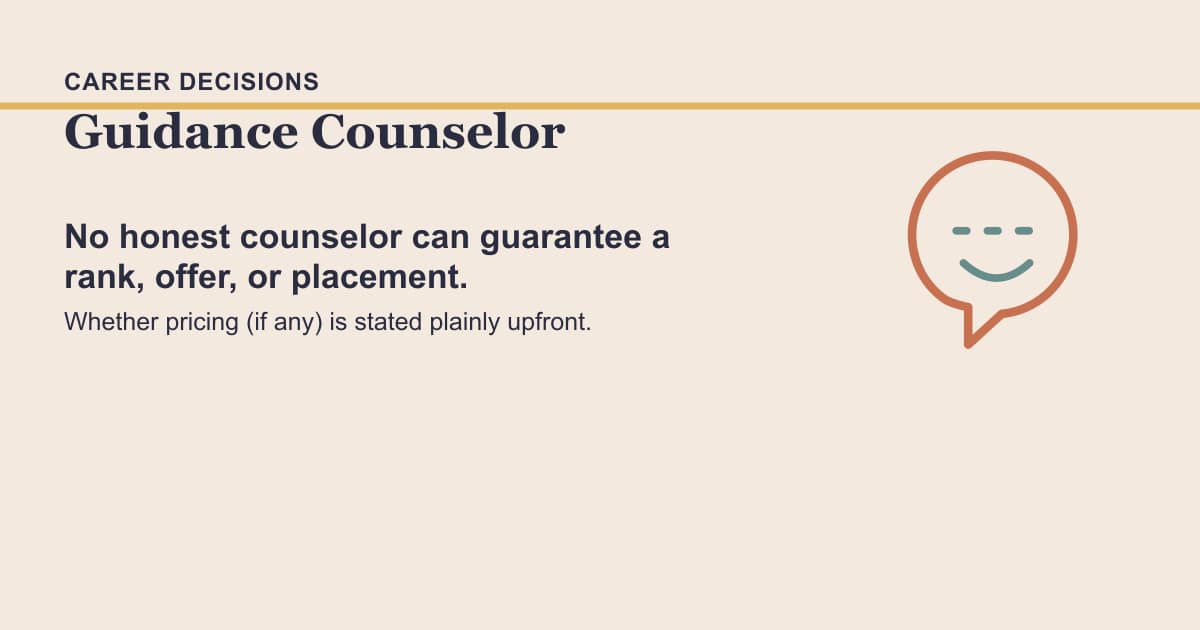 CAREER DECISIONS
Guidance Counselor
No honest counselor can guarantee a
rank, offer, or placement.
Whether pricing (if any) is stated plainly upfront.